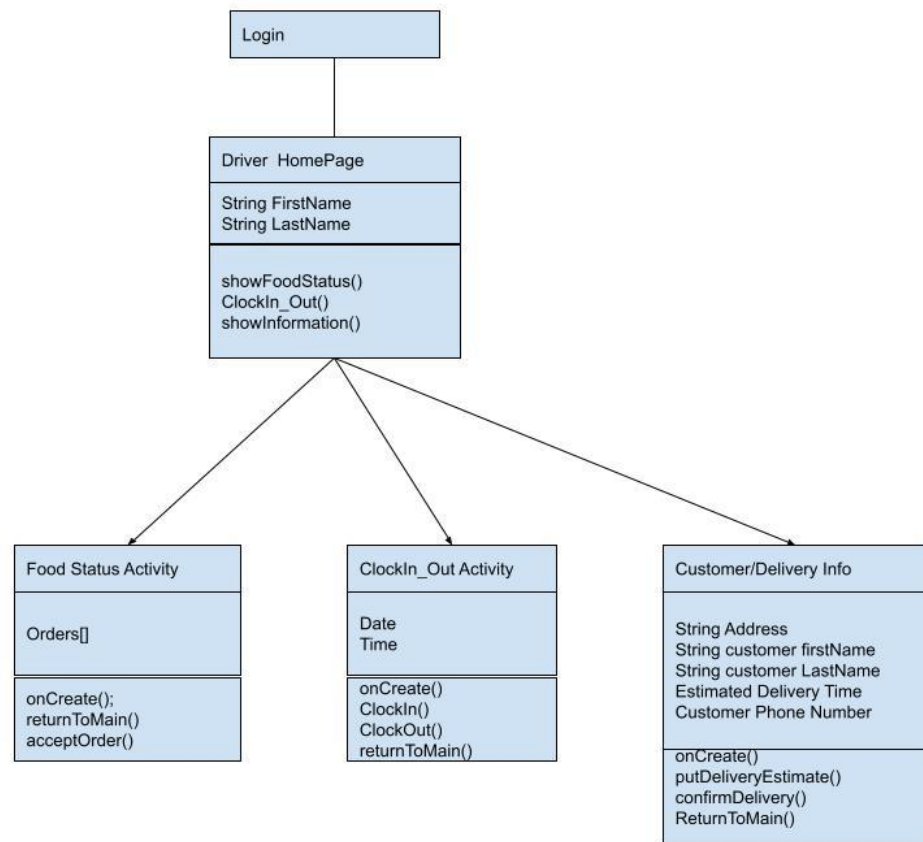 Login
Driver HomePage
String FirstName
String LastName
showFoodStatus()
ClockIn_Out()
showInformation()
Food Status Activity
Orders[]
onCreate();
returnToMain()
acceptOrder()
ClockIn_Out Activity
Date
Time
onCreate()
ClockIn()
ClockOut()
returnToMain()
Customer/Delivery Info
String Address
String customer firstName
String customer LastName
Estimated Delivery Time
Customer Phone Number
onCreate()
putDeliveryEstimate()
confirmDelivery()
ReturnToMain()